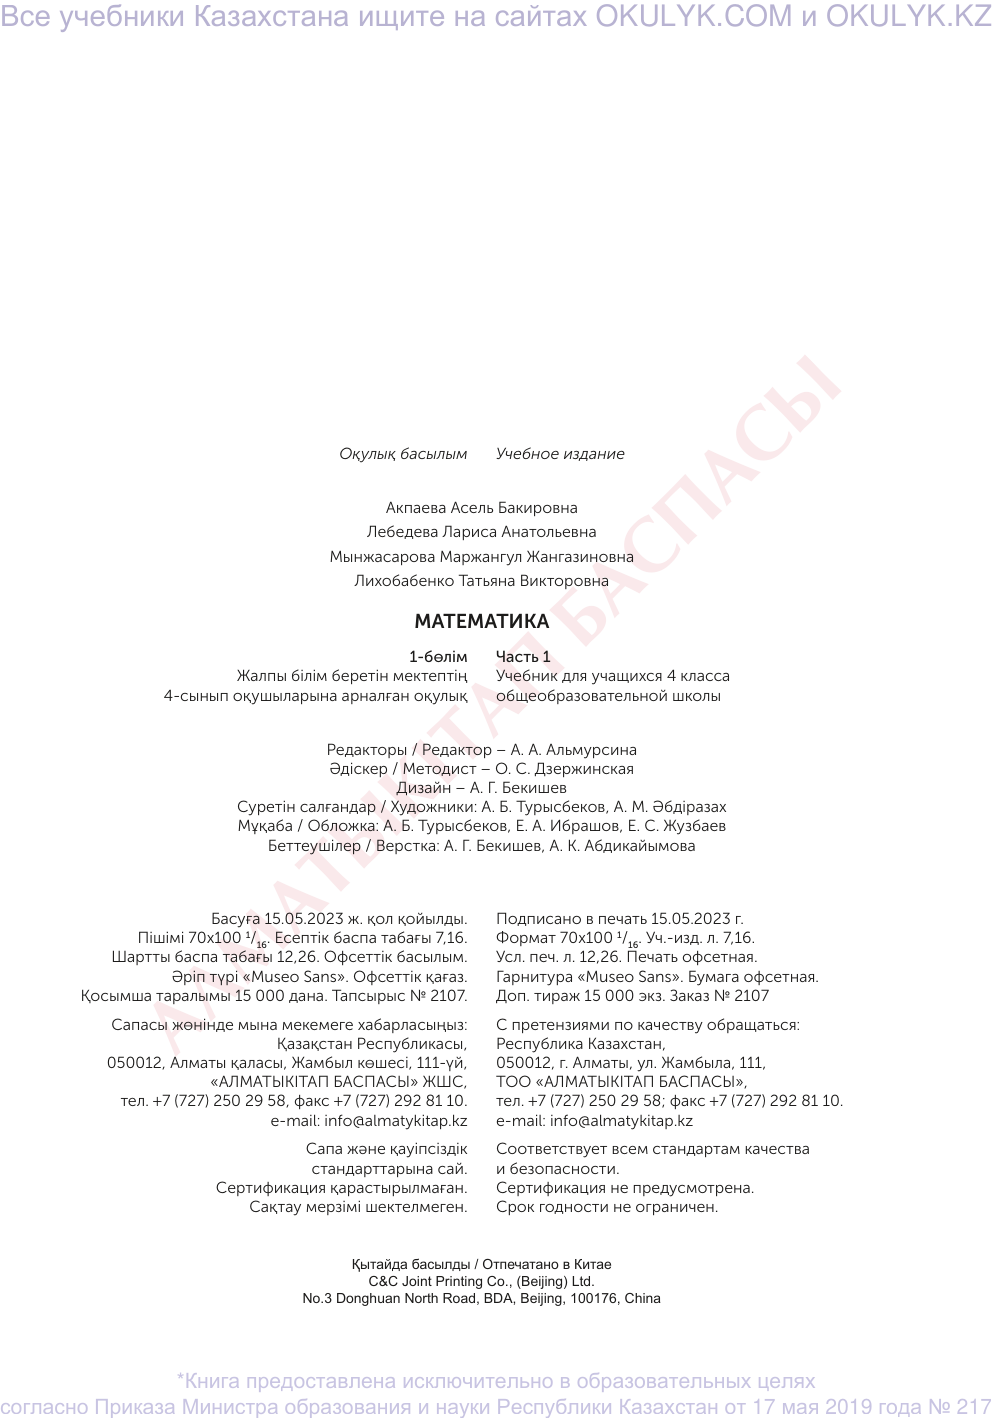 Все учебники Казахстана ищите на сайтах OKULYK.COM и OKULYK.KZ
Оқулық басылым Учебное издание
Акпаева Асель Бакировна
Лебедева Лариса Анатольевна
Мынжасарова Маржангул Жангазиновна
Лихобабенко Татьяна Викторовна
МАТЕМАТИКА
1-бөлім
Жалпы білім беретін мектептің
4-сынып оқушыларына арналған оқулық
Часть 1
Учебник для учащихся 4 класса
общеобразовательной школы
Редакторы / Редактор – А. А. Альмурсина
Әдіскер / Методист – О. С. Дзержинская
Дизайн – А. Г. Бекишев
Суретін салғандар / Художники: А. Б. Турысбеков, А. М. Әбдіразах
Мұқаба / Обложка: А. Б. Турысбеков, Е. А. Ибрашов, Е. С. Жузбаев
Беттеушілер / Верстка: А. Г. Бекишев, А. К. Абдикайымова
Басуға 15.05.2023 ж. қол қойылды.
Пішімі 70х100 ¹/₁₆. Есептік баспа табағы 7,16.
Шартты баспа табағы 12,26. Офсеттік басылым.
Әріп түрі «Museo Sans». Офсеттік қағаз.
Қосымша таралымы 15 000 дана. Тапсырыс № 2107.
Сапасы жөнінде мына мекемеге хабарласыңыз:
Қазақстан Республикасы,
050012, Алматы қаласы, Жамбыл көшесі, 111-үй,
«АЛМАТЫКІТАП БАСПАСЫ» ЖШС,
тел. +7 (727) 250 29 58, факс +7 (727) 292 81 10.
e-mail: info@almatykitap.kz
Сапа және қауіпсіздік
стандарттарына сай.
Сертификация қарастырылмаған.
Сақтау мерзімі шектелмеген.
Подписано в печать 15.05.2023 г.
Формат 70х100 ¹/₁₆. Уч.-изд. л. 7,16.
Усл. печ. л. 12,26. Печать офсетная.
Гарнитура «Museo Sans». Бумага офсетная.
Доп. тираж 15 000 экз. Заказ № 2107
С претензиями по качеству обращаться:
Республика Казахстан,
050012, г. Алматы, ул. Жамбыла, 111,
ТОО «АЛМАТЫКІТАП БАСПАСЫ»,
тел. +7 (727) 250 29 58; факс +7 (727) 292 81 10.
e-mail: info@almatykitap.kz
Соответствует всем стандартам качества
и безопасности.
Сертификация не предусмотрена.
Срок годности не ограничен.
Қытайда басылды / Отпечатано в Китае
C&C Joint Printing Co., (Beijing) Ltd.
No.3 Donghuan North Road, BDA, Beijing, 100176, China
АЛМАТЫКІТАП БАСПАСЫ
*Книга предоставлена исключительно в образовательных целях
согласно Приказа Министра образования и науки Республики Казахстан от 17 мая 2019 года № 217